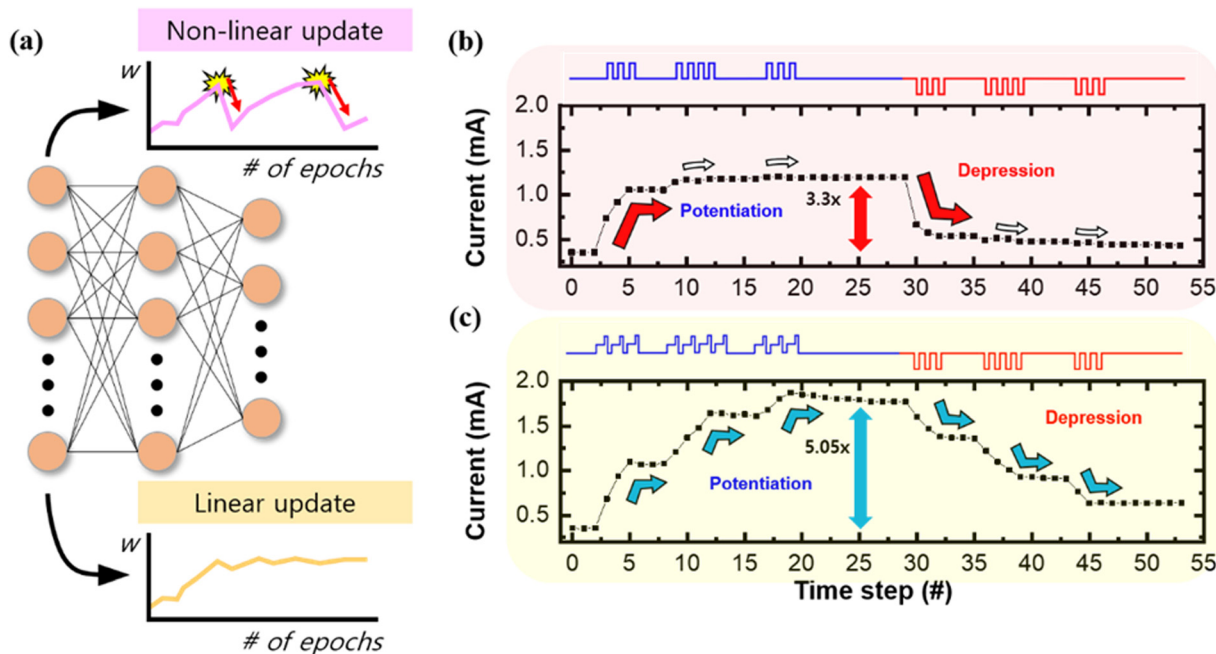 (a)
Non-linear update
w
# of epochs
Linear update
w
# of epochs
(b)
Current (mA)
2.0
1.5
1.0
0.5
Potentiation
3.3x
Depression
0 5 10 15 20 25 30 35 40 45 50 55
(c)
Current (mA)
2.0
1.5
1.0
0.5
Potentiation
5.05x
Depression
0 5 10 15 20 25 30 35 40 45 50 55
Time step (#)